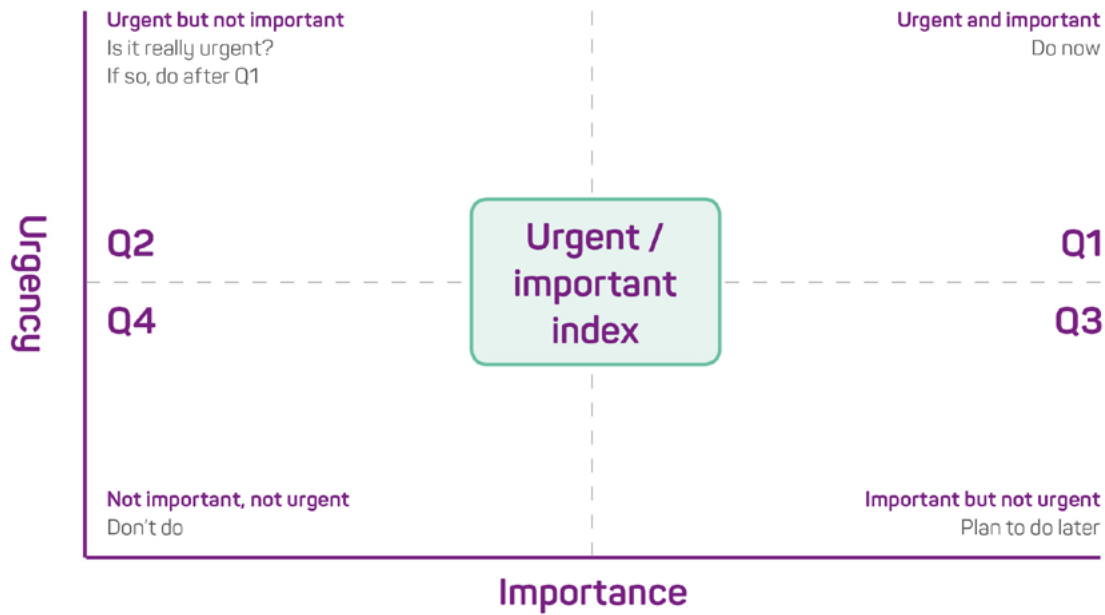 Urgent but not important
Is it really urgent?
If so, do after Q1
Urgent and important
Do now
Urgency
Q2
Q1
Urgent /
important
index
Q4
Q3
Not important, not urgent
Don't do
Important but not urgent
Plan to do later
Importance